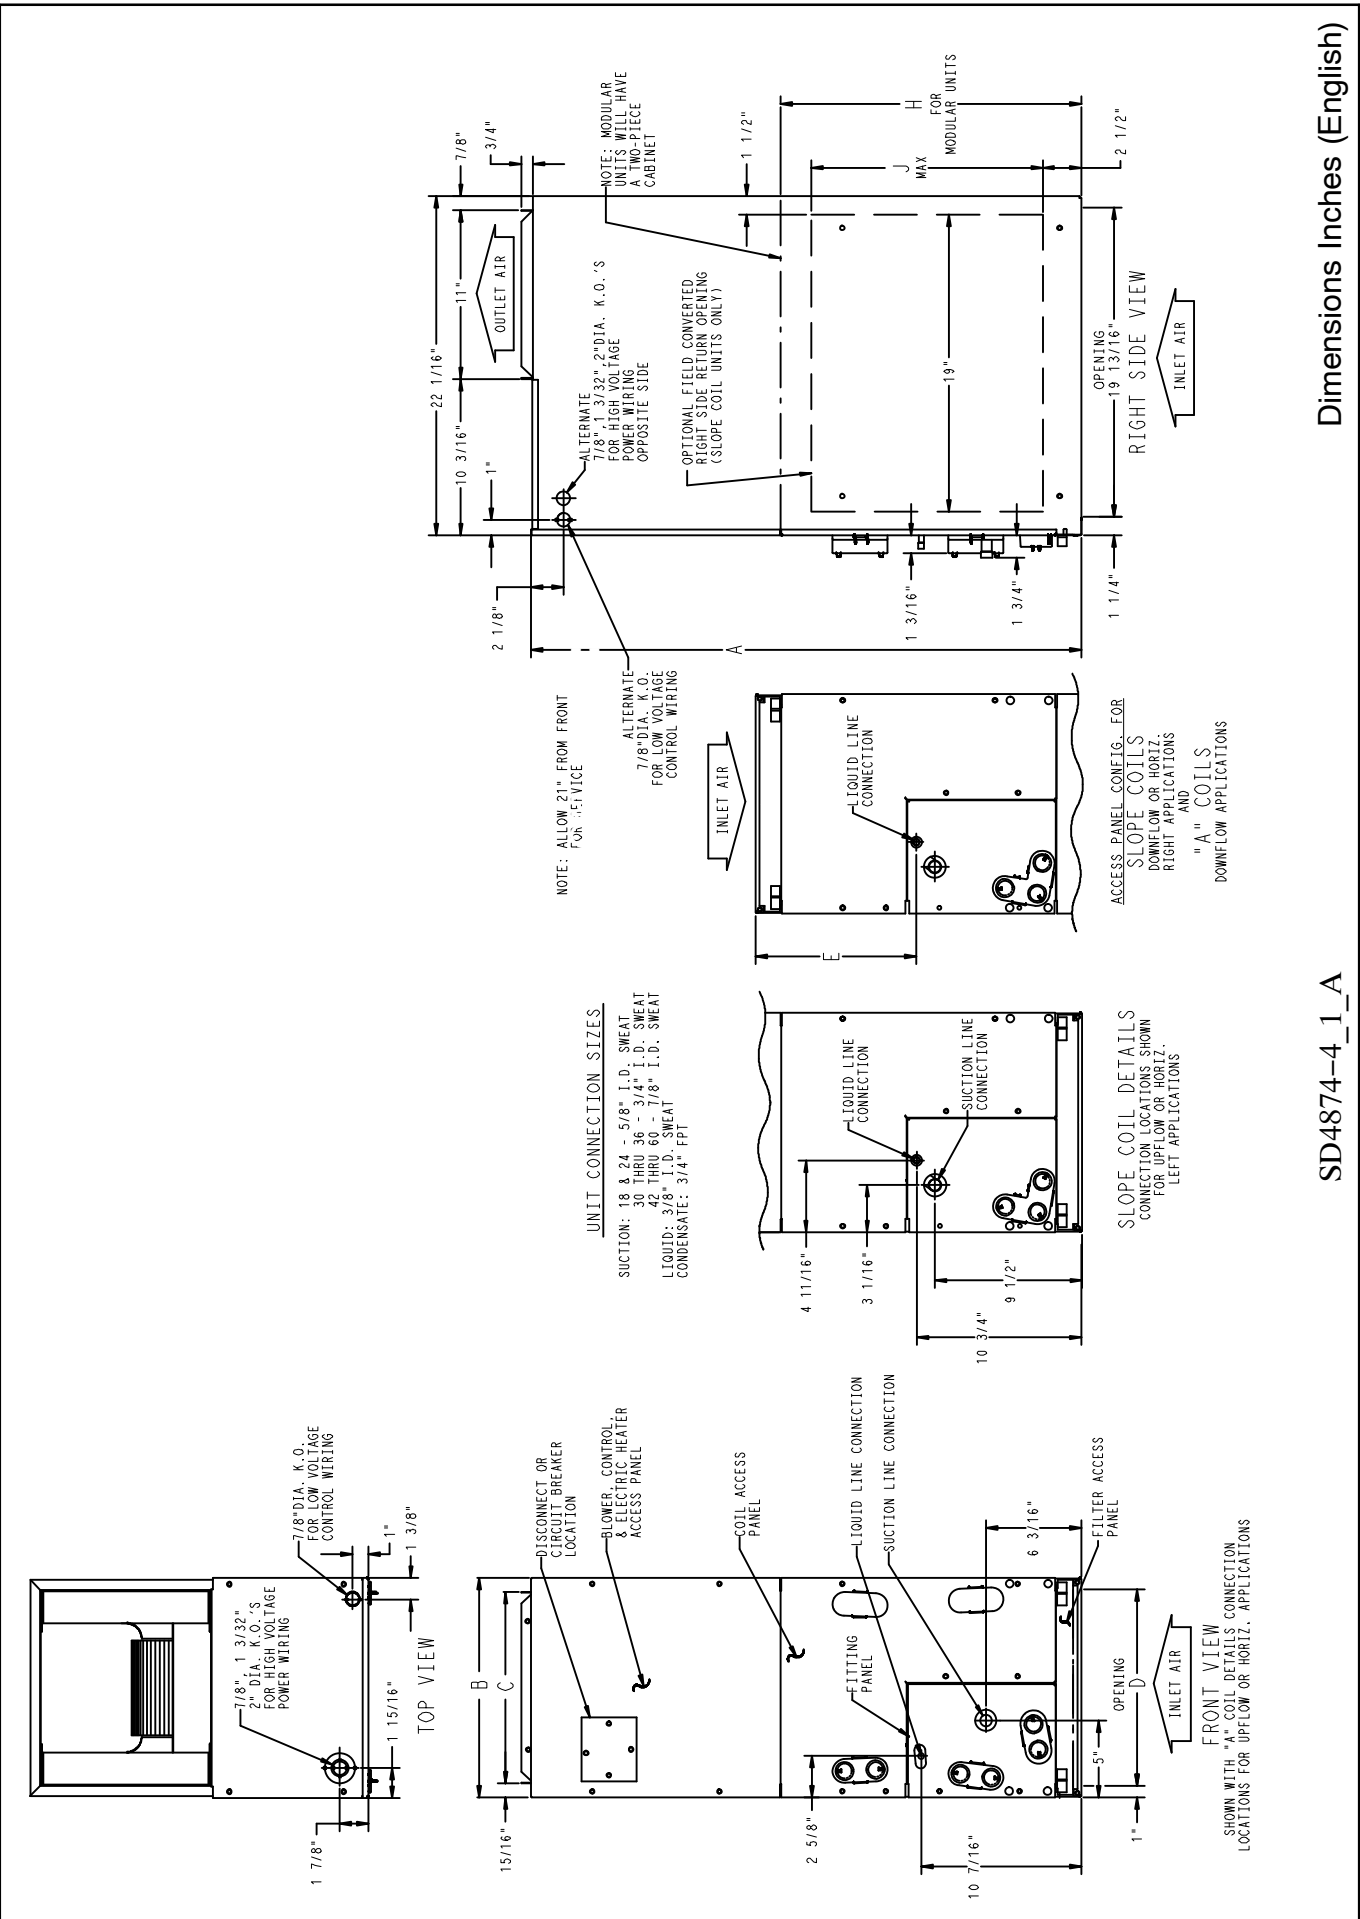 7/8", 1 3/32"
2" DIA. K.O.'S
FOR HIGH VOLTAGE
POWER WIRING
7/8"DIA. K.O.
FOR LOW VOLTAGE
CONTROL WIRING
1 7/8"
1 15/16"
1"
1 3/8"
TOP VIEW
15/16"
B
C
DISCONNECT OR
CIRCUIT BREAKER
LOCATION
BLOWER, CONTROL,
& ELECTRIC HEATER
ACCESS PANEL
COIL ACCESS
PANEL
FITTING
PANEL
LIQUID LINE CONNECTION
SUCTION LINE CONNECTION
2 5/8"
10 7/16"
6 3/16"
FILTER ACCESS
PANEL
5"
1"
OPENING
D
INLET AIR
FRONT VIEW
SHOWN WITH "A" COIL DETAILS CONNECTION
LOCATIONS FOR UPFLOW OR HORIZ. APPLICATIONS
UNIT CONNECTION SIZES
SUCTION: 18 & 24 - 5/8" I.D. SWEAT
30 THRU 36 - 3/4" I.D. SWEAT
42 THRU 60 - 7/8" I.D. SWEAT
LIQUID: 3/8" I.D. SWEAT
CONDENSATE: 3/4" FPT
4 11/16"
3 1/16"
9 1/2"
10 3/4"
LIQUID LINE
CONNECTION
SUCTION LINE
CONNECTION
SLOPE COIL DETAILS
CONNECTION LOCATIONS SHOWN
FOR UPFLOW OR HORIZ.
LEFT APPLICATIONS
NOTE: ALLOW 21" FROM FRONT
FOR SERVICE
INLET AIR
E
LIQUID LINE
CONNECTION
ACCESS PANEL CONFIG. FOR
SLOPE COILS
DOWNFLOW OR HORIZ.
RIGHT APPLICATIONS
AND
"A" COILS
DOWNFLOW APPLICATIONS
22 1/16"
10 3/16"
11"
7/8"
3/4"
1"
2 1/8"
OUTLET AIR
ALTERNATE
7/8",1 3/32",2"DIA. K.O.'S
FOR HIGH VOLTAGE
POWER WIRING
OPPOSITE SIDE
NOTE: MODULAR
UNITS WILL HAVE
A TWO-PIECE
CABINET
ALTERNATE
7/8"DIA. K.O.
FOR LOW VOLTAGE
CONTROL WIRING
A
OPTIONAL FIELD CONVERTED
RIGHT SIDE RETURN OPENING
(SLOPE COIL UNITS ONLY)
1 1/2"
J
MAX
H
FOR
MODULAR UNITS
19"
2 1/2"
1 3/16"
1 3/4"
1 1/4"
OPENING
19 13/16"
RIGHT SIDE VIEW
INLET AIR
SD4874-4_1_A
Dimensions Inches (English)